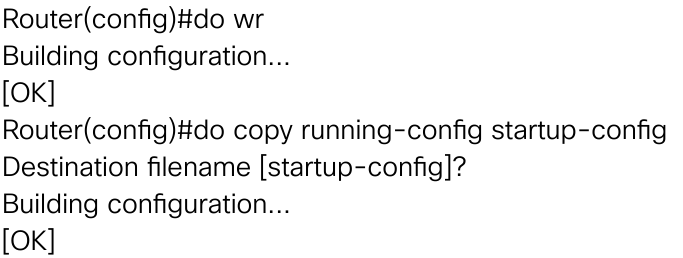 Router(config)#do wr
Building configuration...
[OK]
Router(config)#do copy running-config startup-config
Destination filename [startup-config]?
Building configuration...
[OK]